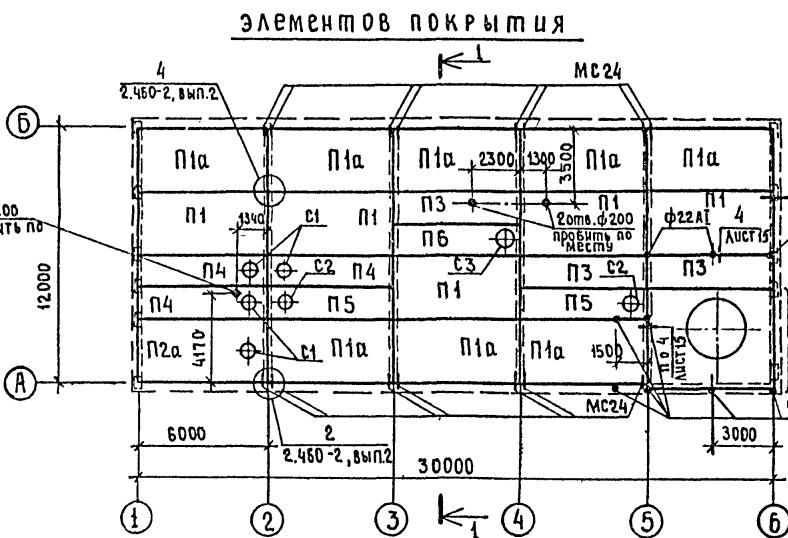 ЭЛЕМЕНТОВ ПОКРЫТИЯ
1
4
2.460-2, ВЫП.2
МС24
Б
П1а
П1а
П1а
2300
1300
3500
П1а
П1а
П1
1340
С1
П1
П3
2отв.ф200
пробить по
месту
П1
ф22АI
4
Лист15
П1
П6
С3
12000
П4
С2
П4
П1
П3
С2
П3
П4
4170
П5
П5
1500
По 4
Лист15
П2а
С1
П1а
П1а
П1а
А
МС24
6000
2
2.460-2, ВЫП.2
3000
30000
1
2
3
4
5
6
1